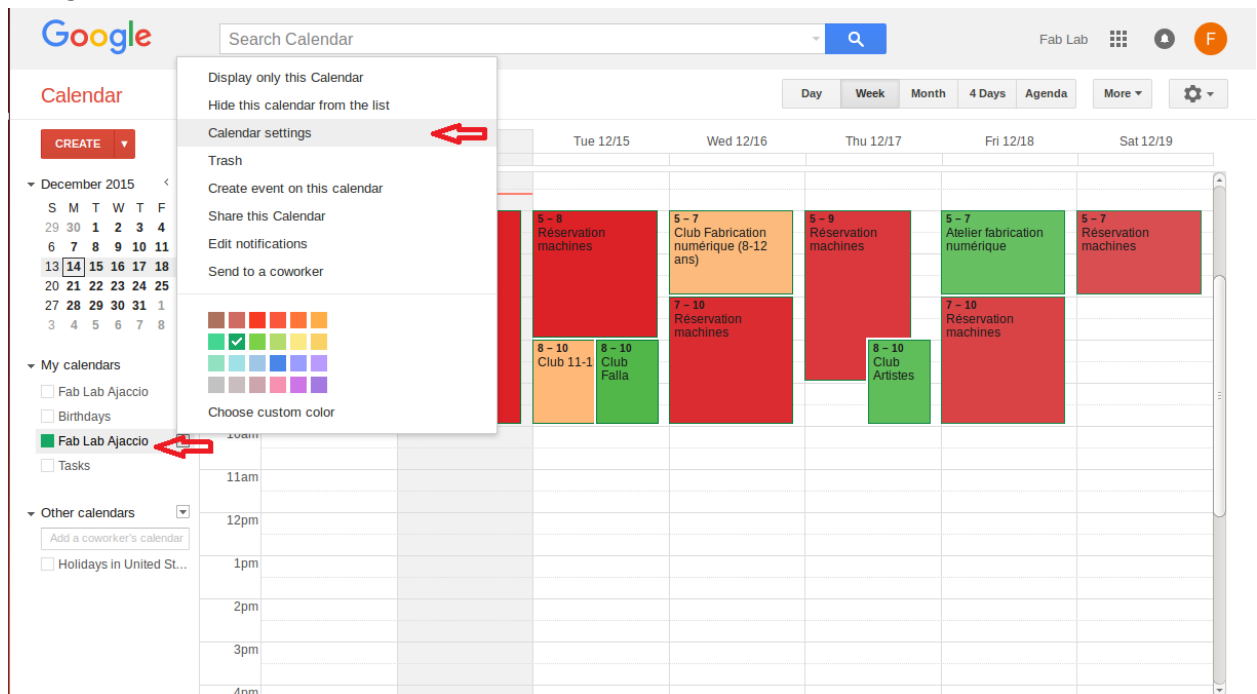 Google
Search Calendar
Fab Lab
F
Calendar
Day Week Month 4 Days Agenda More
CREATE
Display only this Calendar
Hide this calendar from the list
Calendar settings
Trash
Create event on this calendar
Share this Calendar
Edit notifications
Send to a coworker
Choose custom color
December 2015
S M T W T F
29 30 1 2 3 4
6 7 8 9 10 11
13 14 15 16 17 18
20 21 22 23 24 25
27 28 29 30 31 1
3 4 5 6 7 8
My calendars
Fab Lab Ajaccio
Birthdays
Fab Lab Ajaccio
Tasks
Other calendars
Add a coworker's calendar
Holidays in United St...
Tue 12/15 Wed 12/16 Thu 12/17 Fri 12/18 Sat 12/19
5 – 8
Réservation
machines
8 – 10
Club 11-1
8 – 10
Club
Falla
5 – 7
Club Fabrication
numérique (8-12
ans)
7 – 10
Réservation
machines
5 – 9
Réservation
machines
8 – 10
Club
Artistes
5 – 7
Atelier fabrication
numérique
7 – 10
Réservation
machines
5 – 7
Réservation
machines
10am
11am
12pm
1pm
2pm
3pm
4pm